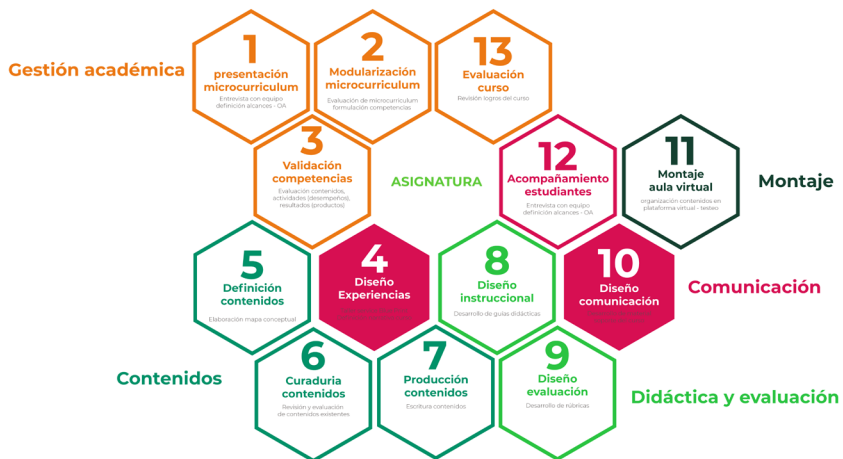 Gestión académica
1
presentación
microcurriculum
Entrevista con equipo
definición alcances - OA
2
Modularización
microcurriculum
Evaluación de microcurriculum
formulación competencias
13
Evaluación
curso
Revisión logros del curso
3
Validación
competencias
Evaluación contenidos,
actividades (desempeños),
resultados (productos)
ASIGNATURA
12
Acompañamiento
estudiantes
Entrevista con equipo
definición alcances - OA
11
Montaje
aula virtual
organización contenidos en
plataforma virtual - testeo
Montaje
5
Definición
contenidos
Elaboración mapa conceptual
4
Diseño
Experiencias
8
Diseño
instruccional
Desarrollo de guías didácticas
10
Diseño
comunicación
Comunicación
Contenidos
6
Curaduria
contenidos
Revisión y evaluación
de contenidos existentes
7
Producción
contenidos
Escritura contenidos
9
Diseño
evaluación
Desarrollo de rúbricas
Didáctica y evaluación